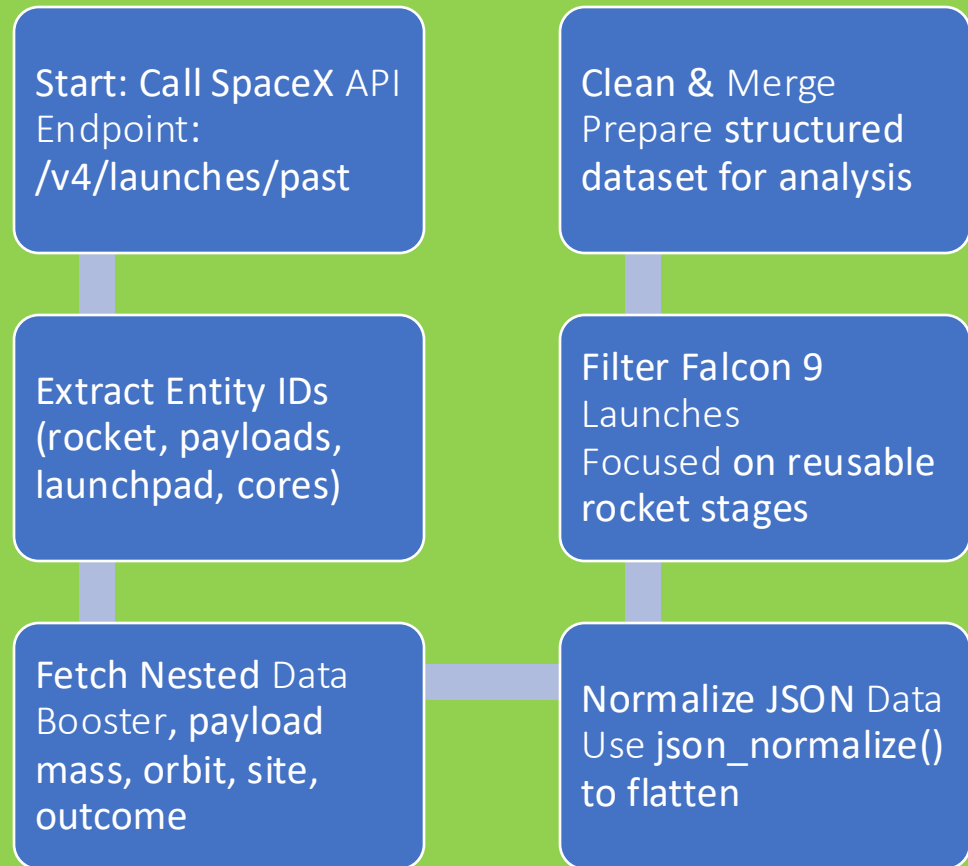 Start: Call SpaceX API
Endpoint:
/v4/launches/past
Extract Entity IDs
(rocket, payloads,
launchpad, cores)
Fetch Nested Data
Booster, payload
mass, orbit, site,
outcome
Normalize JSON Data
Use json_normalize()
to flatten
Filter Falcon 9
Launches
Focused on reusable
rocket stages
Clean & Merge
Prepare structured
dataset for analysis